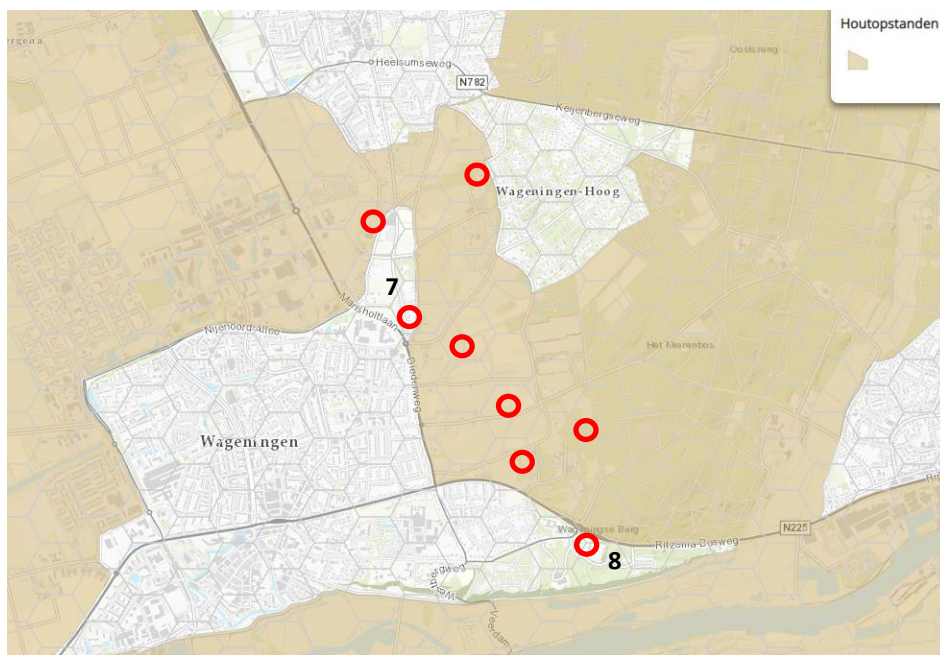 Houtopstanden
Oostereng
Heelsumseweg
N782
Keijenbergseweg
Wageningen-Hoog
7
Mansholtlaan
Nijenoord-Allee
Het Mierenbos
Diedenweg
Wageningen
Wageningse Berg
N225
Ritzema-Bosweg
8
Veerdam